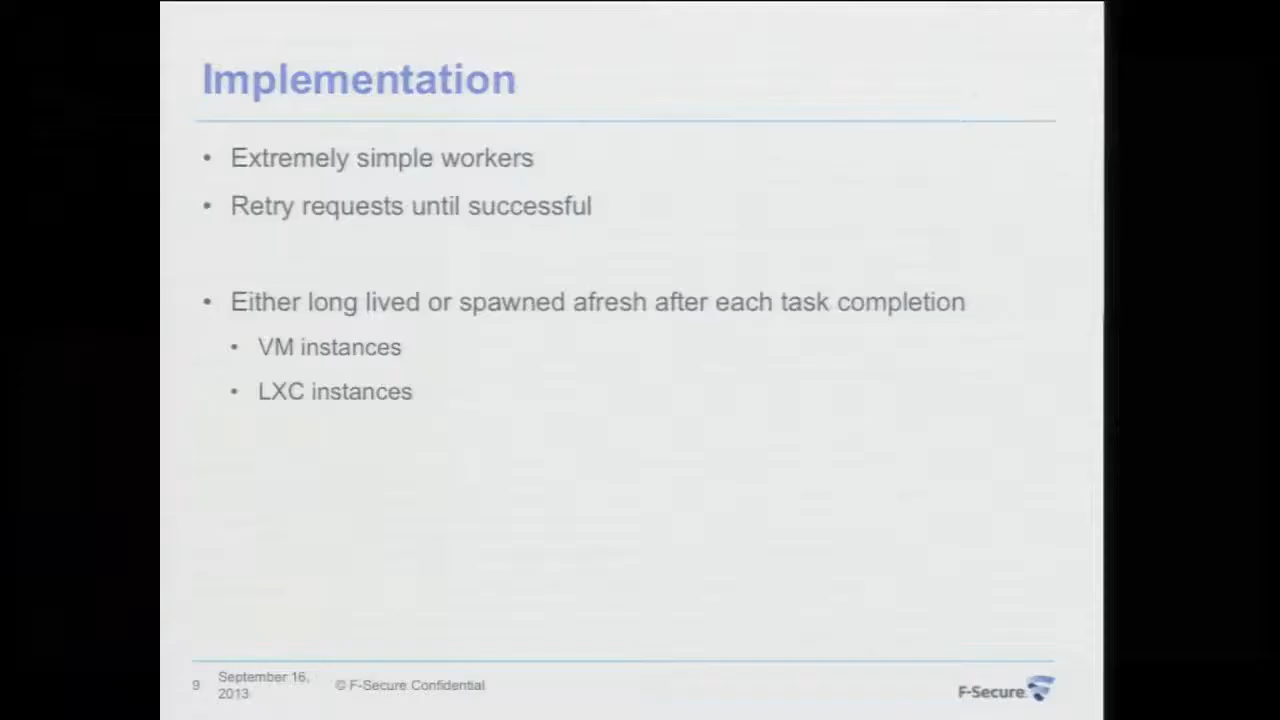 Implementation
• Extremely simple workers
• Retry requests until successful
• Either long lived or spawned afresh after each task completion
• VM instances
• LXC instances
9
September 16,
2013
© F-Secure Confidential
F-Secure